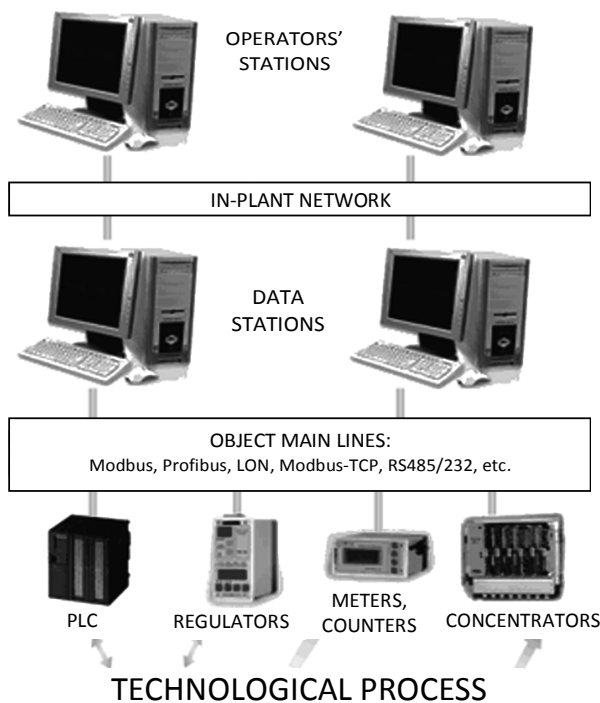 OPERATORS'
STATIONS
IN-PLANT NETWORK
DATA
STATIONS
OBJECT MAIN LINES:
Modbus, Profibus, LON, Modbus-TCP, RS485/232, etc.
PLC
REGULATORS
METERS,
COUNTERS
CONCENTRATORS
TECHNOLOGICAL PROCESS